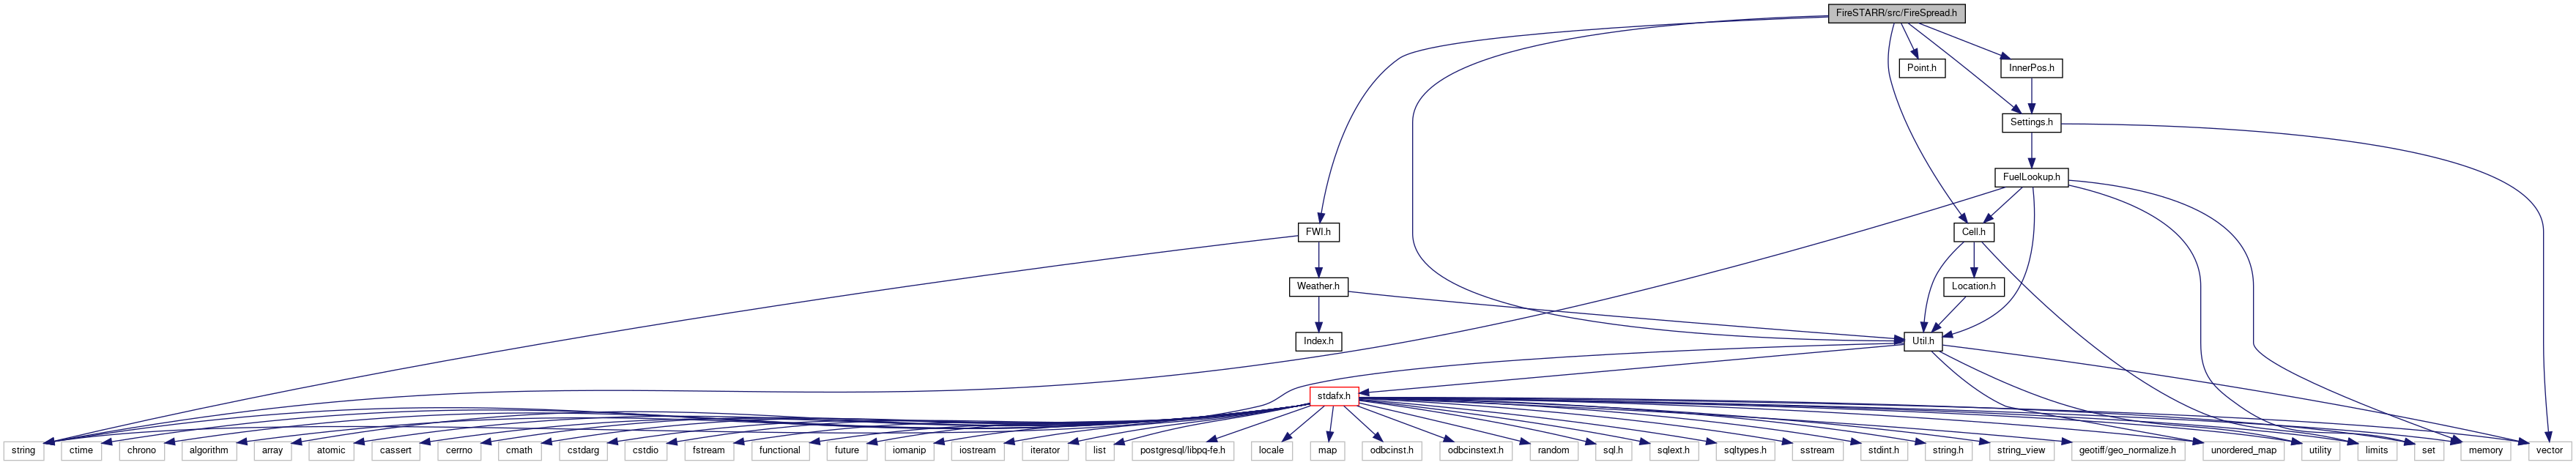 FireSTARR/src/FireSpread.h
Point.h
InnerPos.h
Settings.h
FuelLookup.h
FWI.h
Cell.h
Weather.h
Location.h
Index.h
Util.h
stdafx.h
string
ctime
chrono
algorithm
array
atomic
cassert
cerrno
cmath
cstdarg
cstdio
fstream
functional
future
iomanip
iostream
iterator
list
postgresql/libpq-fe.h
locale
map
odbcinst.h
odbcinstext.h
random
sql.h
sqlext.h
sqltypes.h
sstream
stdint.h
string.h
string_view
geotiff/geo_normalize.h
unordered_map
utility
limits
set
memory
vector